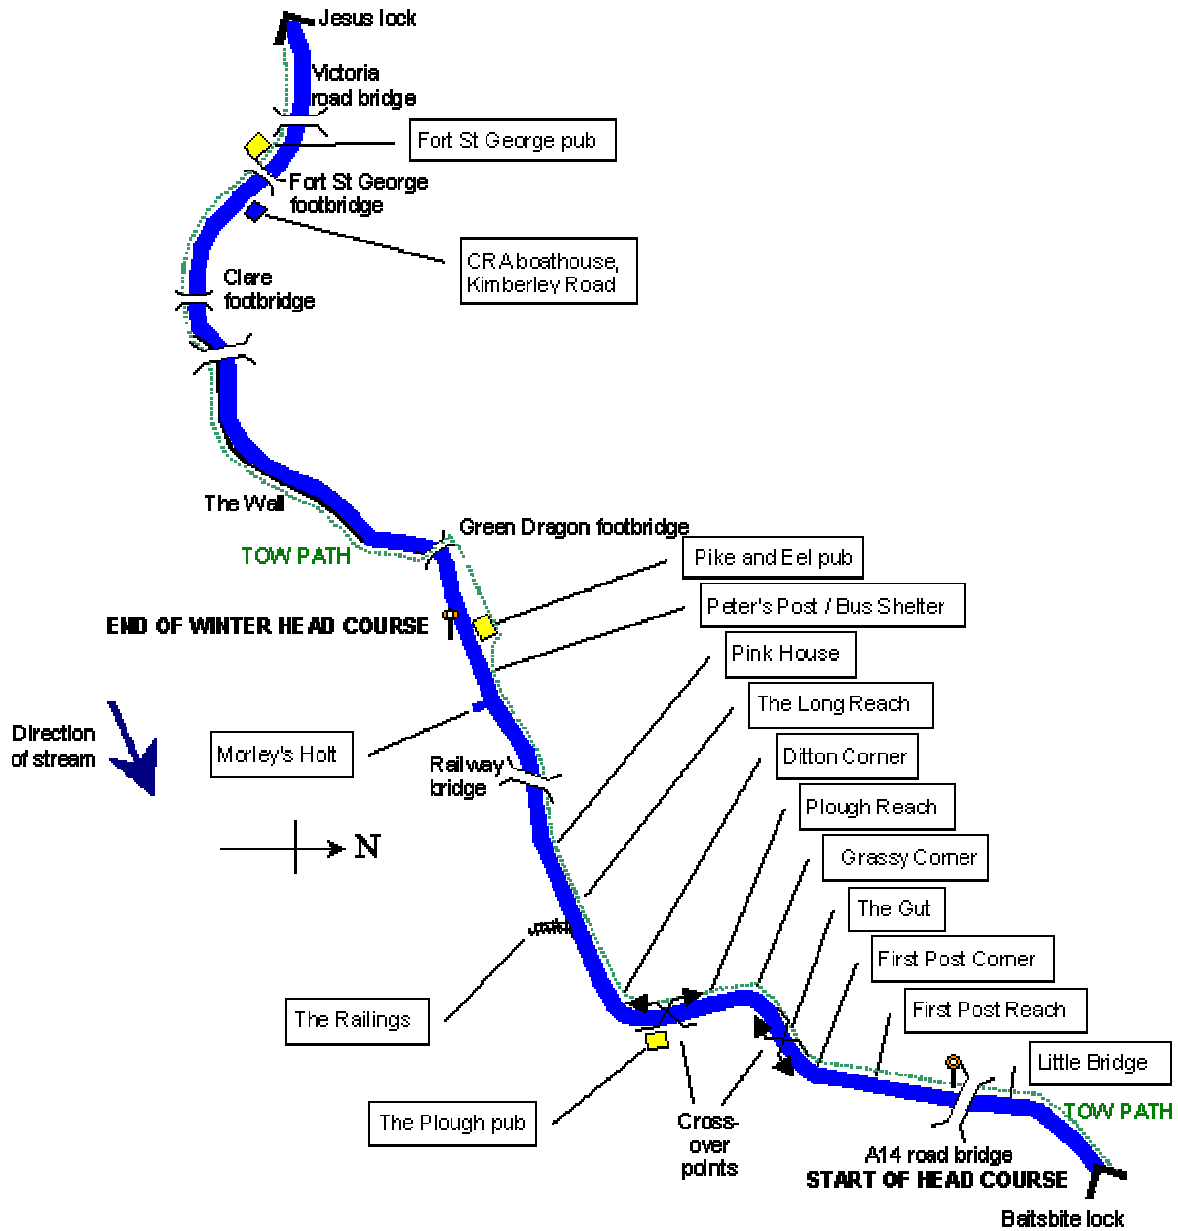 Jesus lock
Victoria
road bridge
Fort St George pub
Fort St George
footbridge
CRA boathouse,
Kimberley Road
Clare
footbridge
The Wall
TOW PATH
Green Dragon footbridge
Pike and Eel pub
END OF WINTER HEAD COURSE
Peter's Post / Bus Shelter
Pink House
The Long Reach
Direction
of stream
Morley's Holt
Railway
bridge
Ditton Corner
Plough Reach
N
Grassy Corner
The Gut
First Post Corner
The Railings
First Post Reach
Little Bridge
The Plough pub
Cross-
over
points
TOW PATH
A14 road bridge
START OF HEAD COURSE
Baitsbite lock